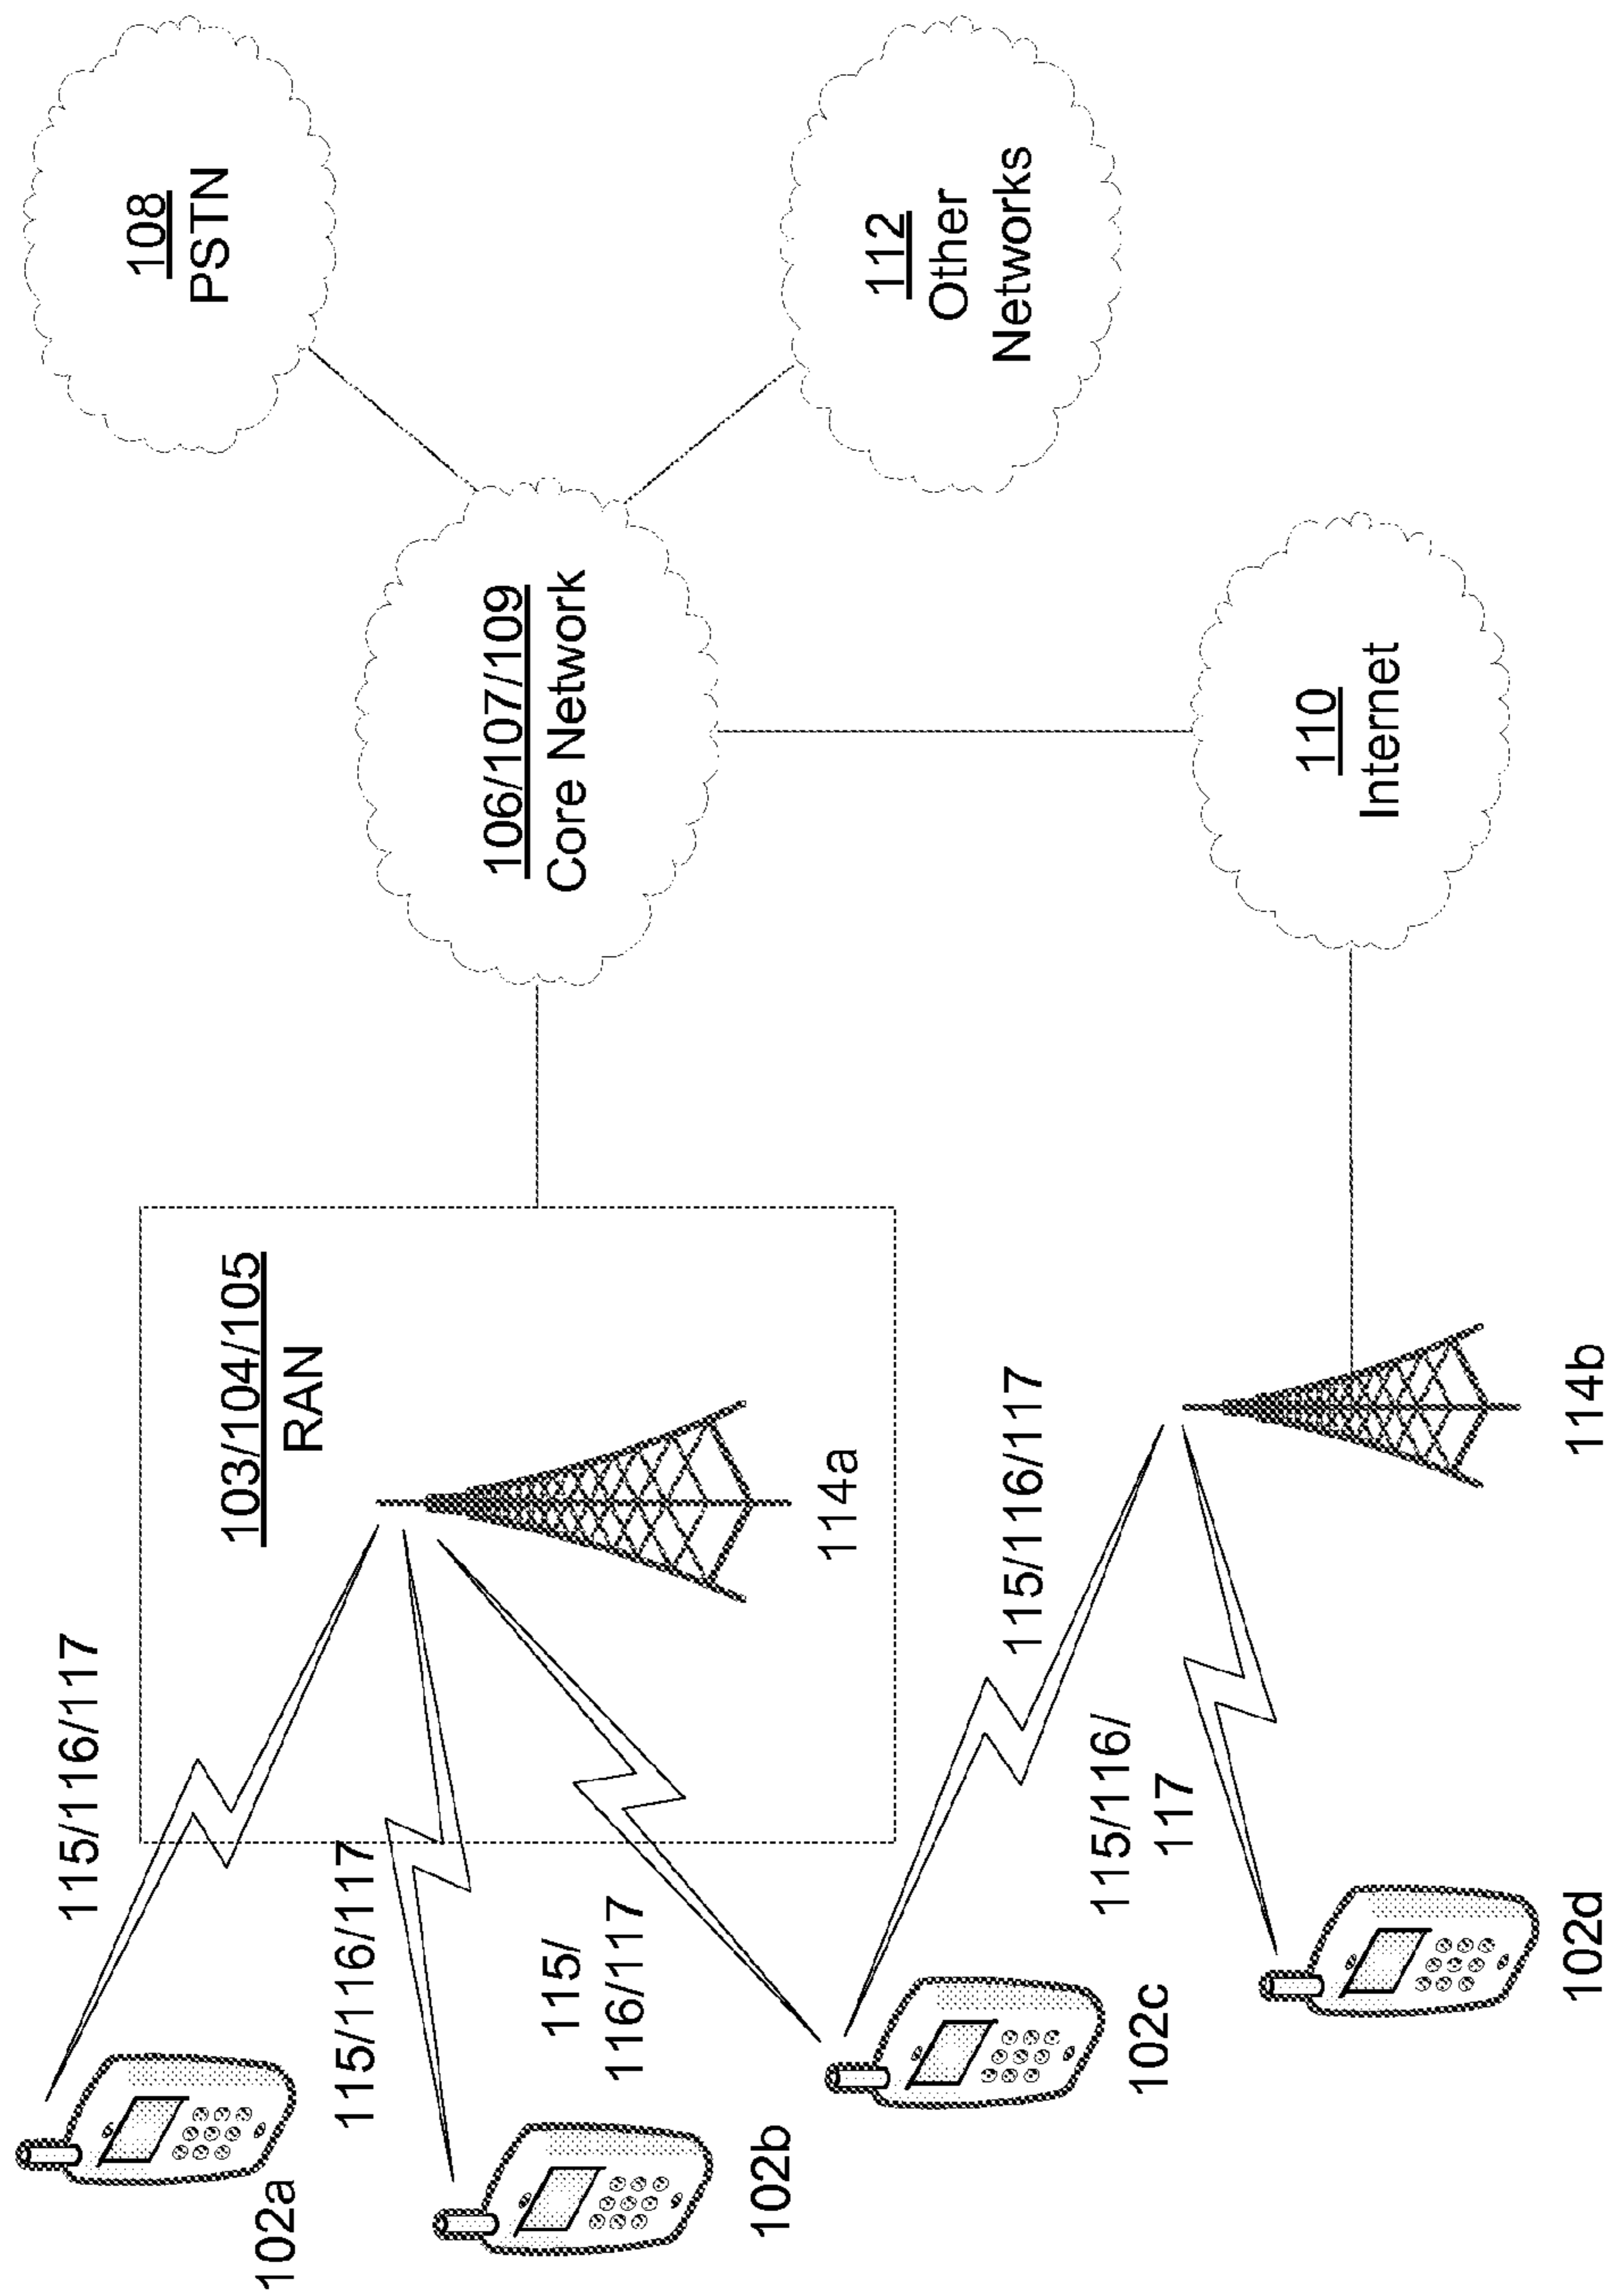 115/116/117
102a
103/104/105
RAN
114a
115/116/117
102b
115/
116/117
102c
115/116/117
115/116/
117
102d
114b
106/107/109
Core Network
108
PSTN
112
Other
Networks
110
Internet